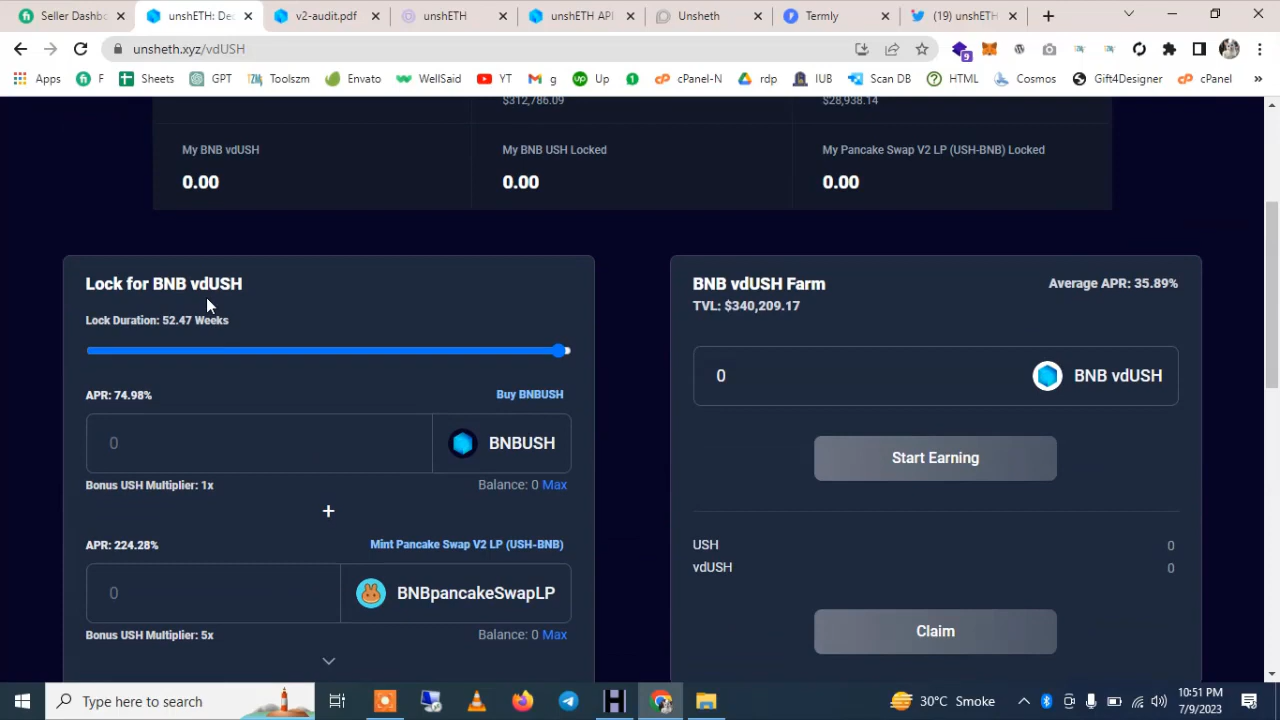 Seller Dashbo
unshETH: De:
v2-audit.pdf
unshETH
unshETH API
Unsheth
Termly
(19) unshETH
unsheth.xyz/vdUSH
9
Apps
F
Sheets
GPT
Toolszm
Envato
WellSaid
YT
g
Up
1
cPanel-N
rdp
IUB
Scan DB
HTML
Cosmos
Gift4Designer
cPanel
»
$312,786.09
$28,938.14
My BNB vdUSH
My BNB USH Locked
My Pancake Swap V2 LP (USH-BNB) Locked
0.00
0.00
0.00
Lock for BNB vdUSH
Lock Duration: 52.47 Weeks
APR: 74.98%
Buy BNBUSH
0
BNBUSH
Bonus USH Multiplier: 1x
Balance: 0 Max
+
APR: 224.28%
Mint Pancake Swap V2 LP (USH-BNB)
0
BNBpancakeSwapLP
Bonus USH Multiplier: 5x
Balance: 0 Max
BNB vdUSH Farm
Average APR: 35.89%
TVL: $340,209.17
0
BNB vdUSH
Start Earning
USH
0
vdUSH
0
Claim
Type here to search
30°C Smoke
10:51 PM
7/9/2023